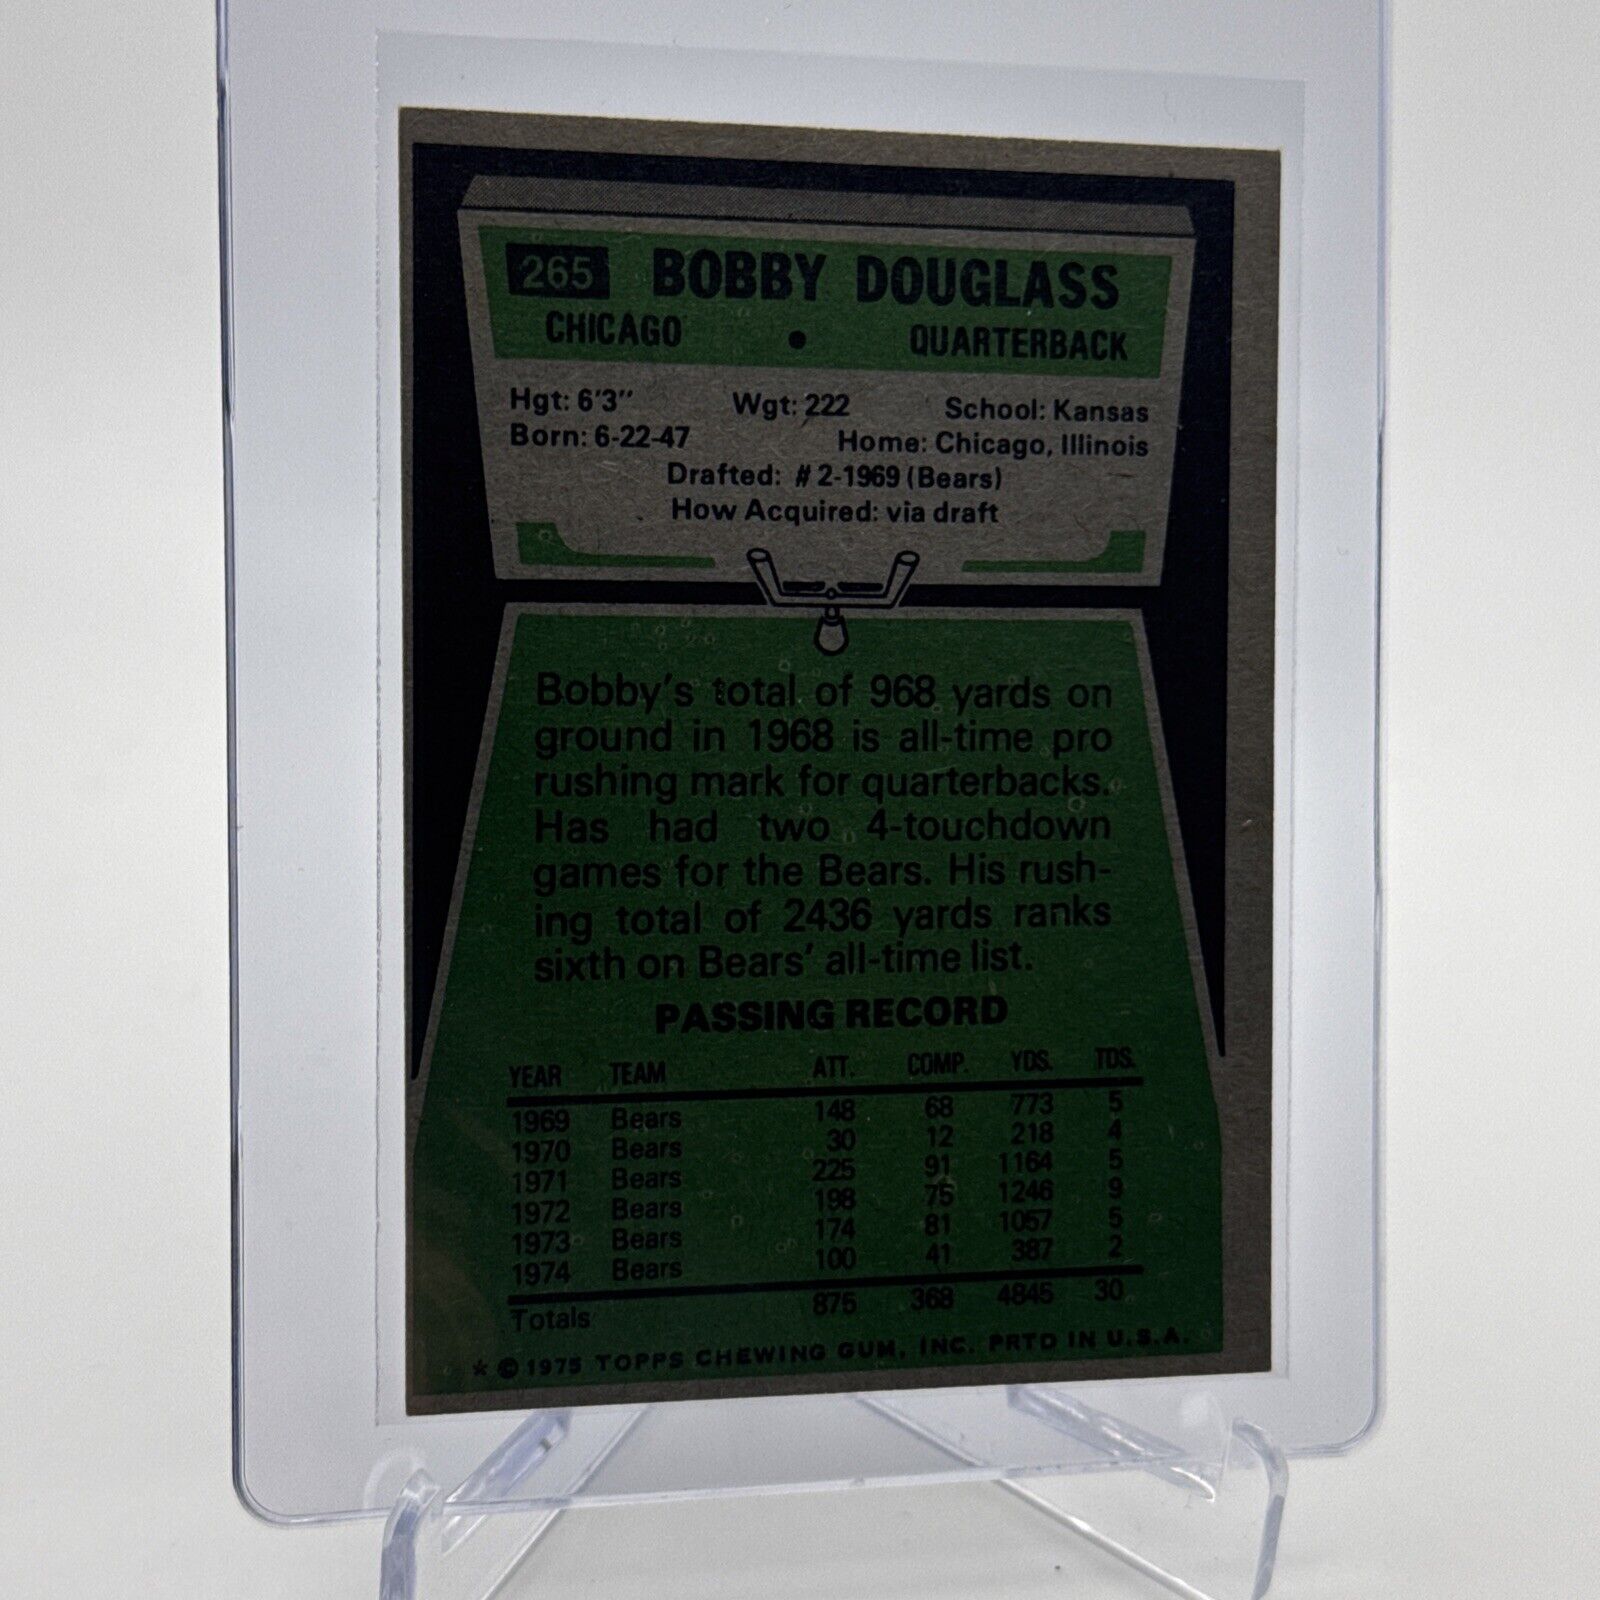 265 BOBBY DOUGLASS
CHICAGO • QUARTERBACK
Hgt: 6'3" Wgt: 222 School: Kansas
Born: 6-22-47 Home: Chicago, Illinois
Drafted: #2-1969 (Bears)
How Acquired: via draft
Bobby's total of 968 yards on
ground in 1968 is all-time pro
rushing mark for quarterbacks.
Has had two 4-touchdown
games for the Bears. His rush-
ing total of 2436 yards ranks
sixth on Bears' all-time list.
PASSING RECORD
YEAR TEAM ATT. COMP. YDS. TDS.
1969 Bears 148 68 773 5
1970 Bears 30 12 218 4
1971 Bears 225 91 1164 5
1972 Bears 198 75 1246 9
1973 Bears 174 81 1057 5
1974 Bears 100 41 387 2
Totals 875 368 4845 30
* © 1975 TOPPS CHEWING GUM, INC. PRTD IN U.S.A.